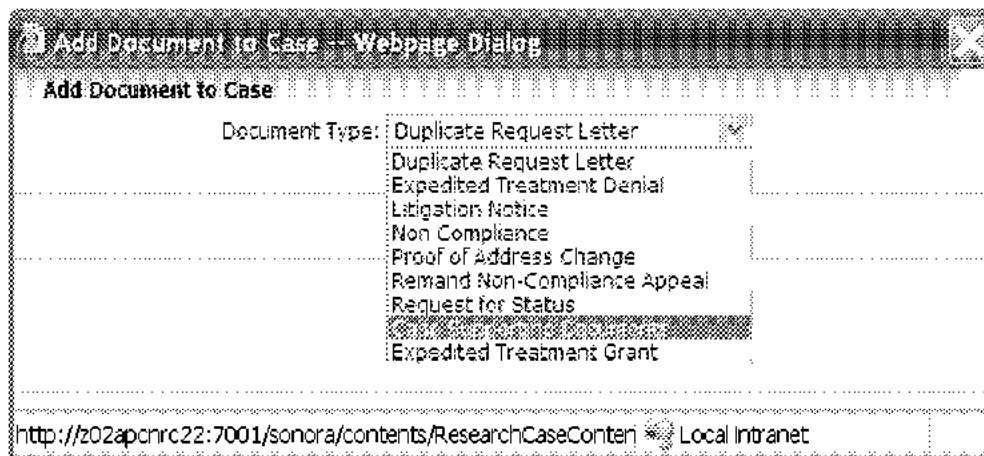 Add Document to Case -- Webpage Dialog
Add Document to Case
Document Type: Duplicate Request Letter
Duplicate Request Letter
Expedited Treatment Denial
Litigation Notice
Non Compliance
Proof of Address Change
Remand Non-Compliance Appeal
Request for Status
Case Documents
Expedited Treatment Grant
http://z02apcnrc22:7001/sonora/contents/ResearchCaseConten Local intranet